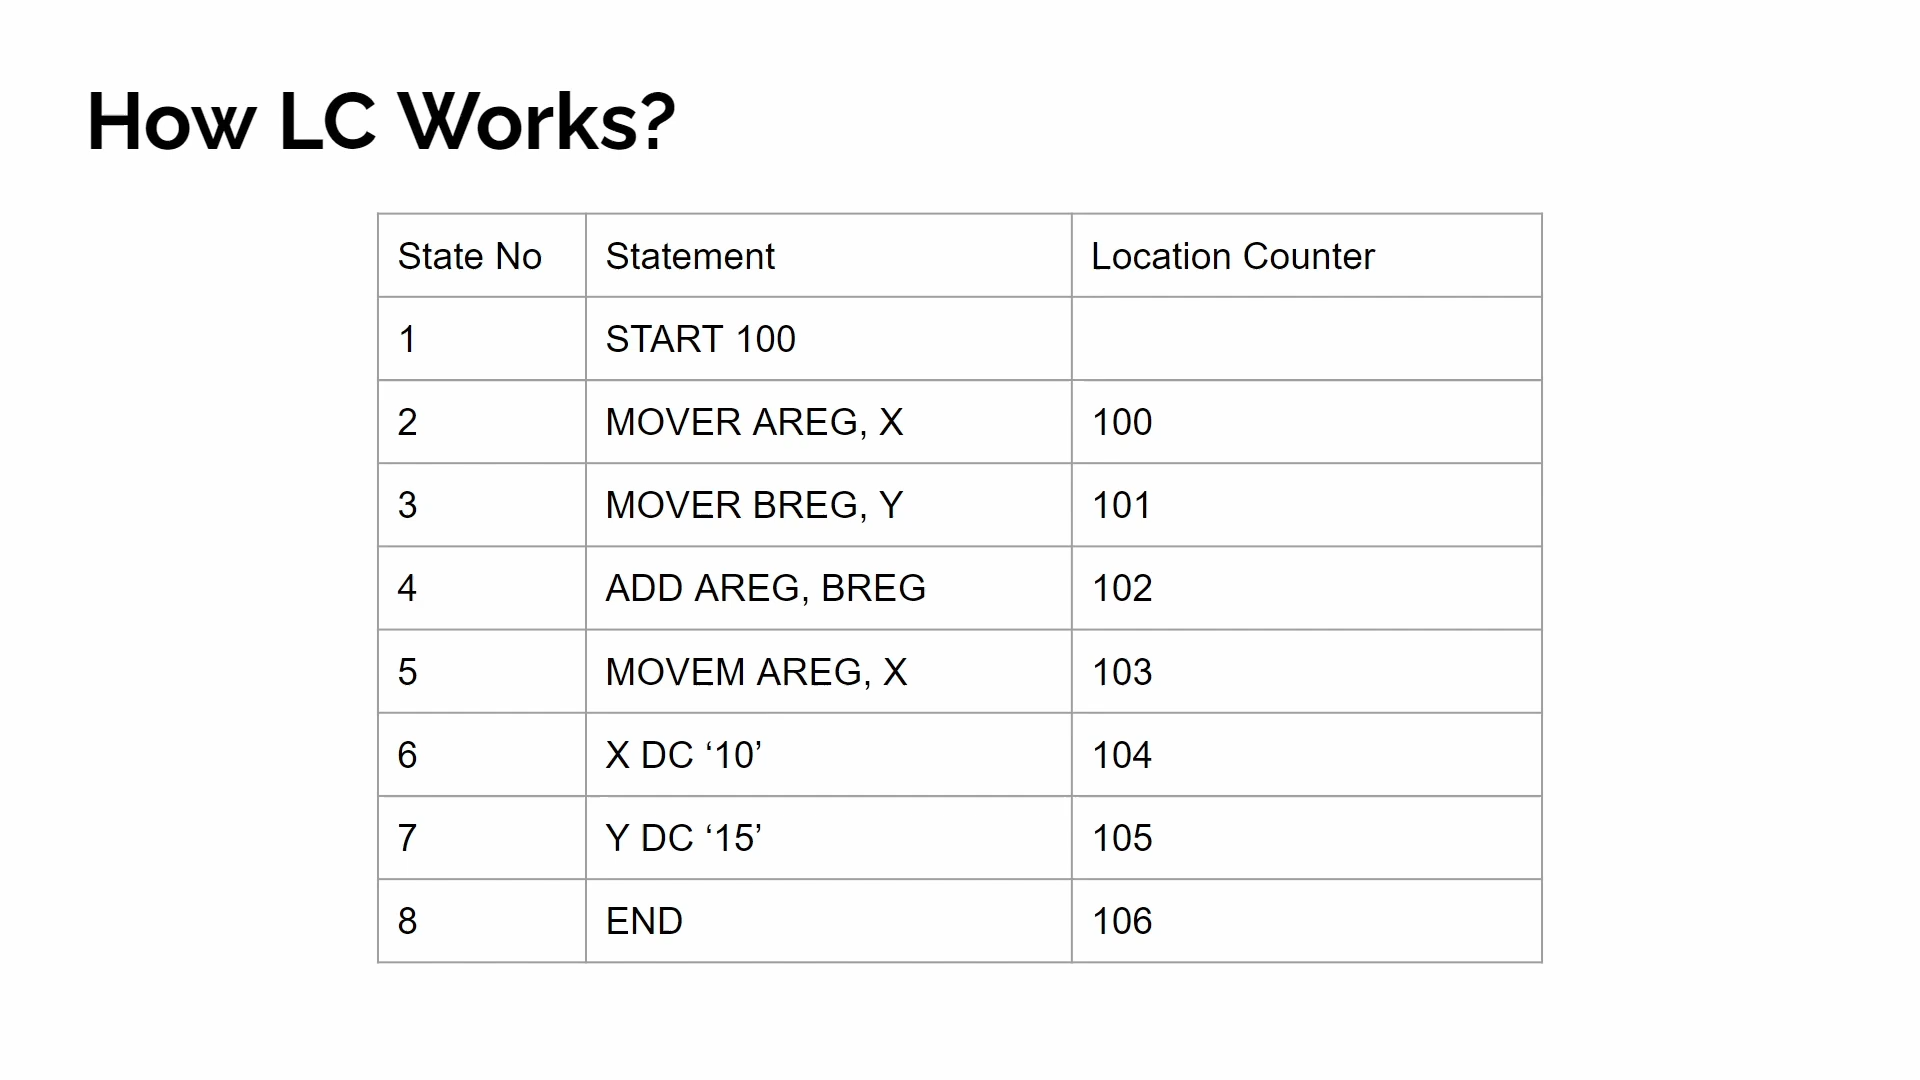 How LC Works?
State No Statement Location Counter
1 START 100
2 MOVER AREG, X 100
3 MOVER BREG, Y 101
4 ADD AREG, BREG 102
5 MOVEM AREG, X 103
6 X DC ‘10’ 104
7 Y DC ‘15’ 105
8 END 106